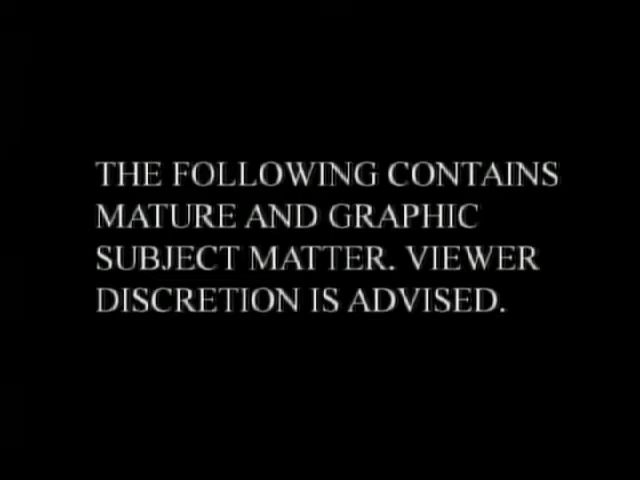 THE FOLLOWING CONTAINS
MATURE AND GRAPHIC
SUBJECT MATTER. VIEWER
DISCRETION IS ADVISED.